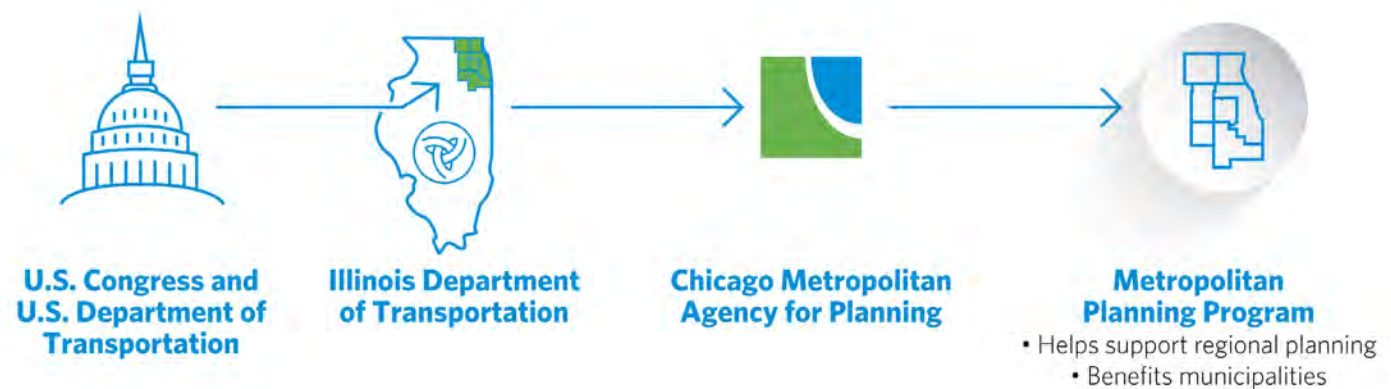 U.S. Congress and
U.S. Department of
Transportation
Illinois Department
of Transportation
Chicago Metropolitan
Agency for Planning
Metropolitan
Planning Program
• Helps support regional planning
• Benefits municipalities